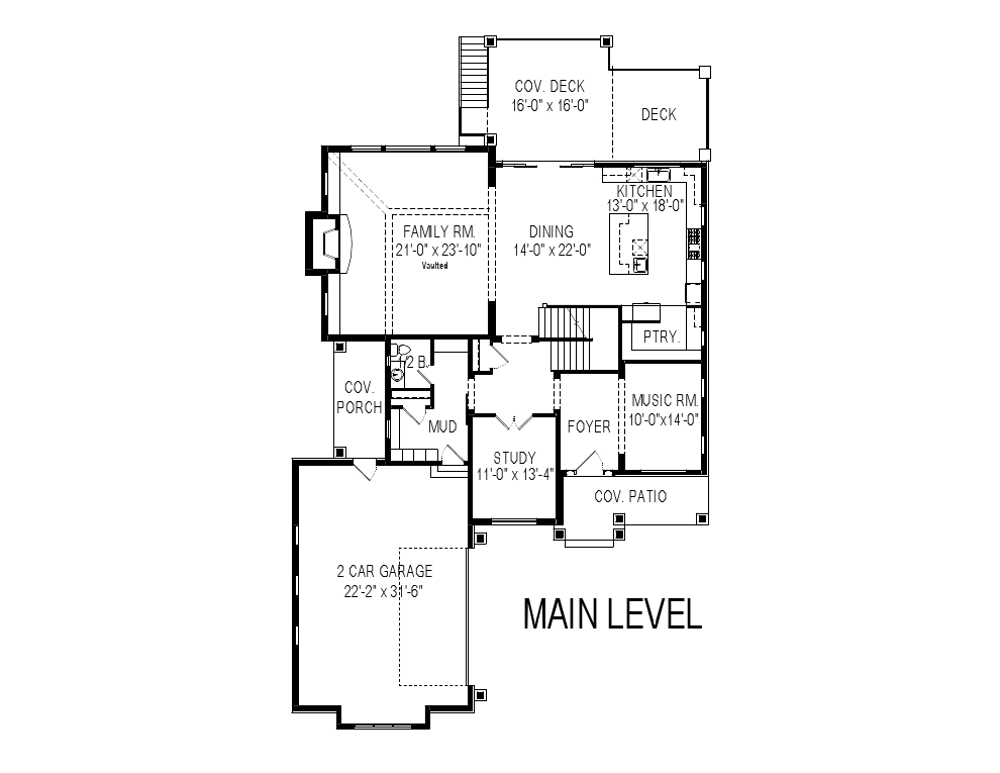 COV. DECK
16'-0" x 16'-0"
DECK
KITCHEN
13'-0" x 18'-0"
FAMILY RM.
21'-0" x 23'-10"
Vaulted
DINING
14'-0" x 22'-0"
PTRY.
1/2 B.
COV.
PORCH
MUD
FOYER
MUSIC RM.
10'-0"x14'-0"
STUDY
11'-0" x 13'-4"
COV. PATIO
2 CAR GARAGE
22'-2" x 31'-6"
MAIN LEVEL